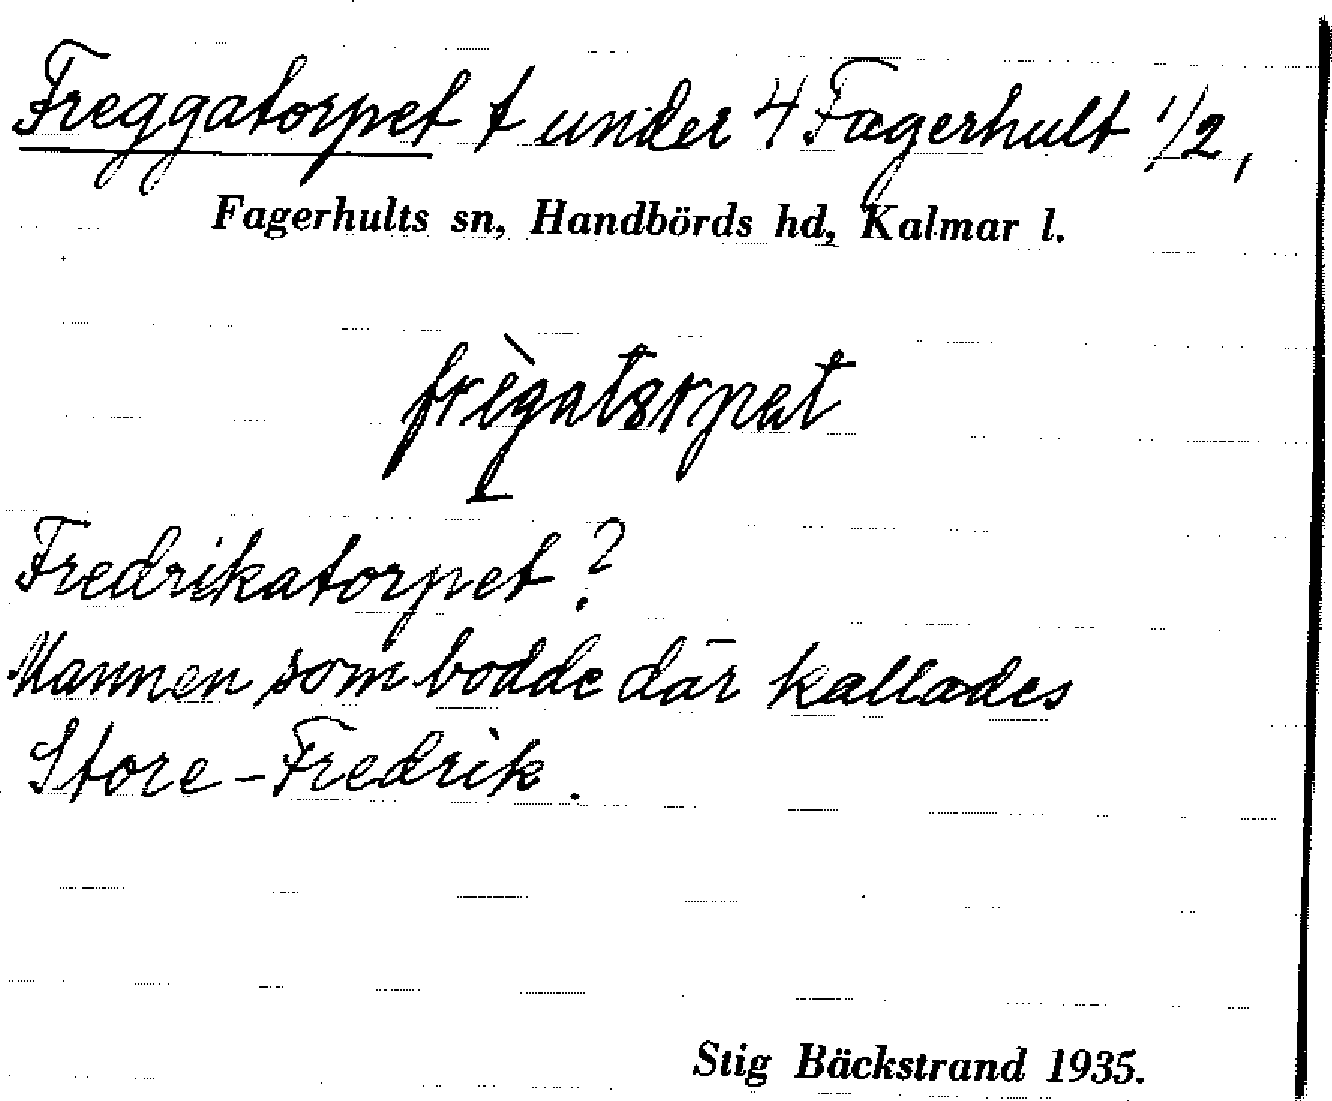 Freggatorpet t under 4 Fagerhult 1/2,
Fagerhults sn, Handbörds hd, Kalmar l.
frègatsrpat
Fredrikatorpet?
Mannen som bodde där kallades
Store-Fredrik.
Stig Bäckstrand 1935.